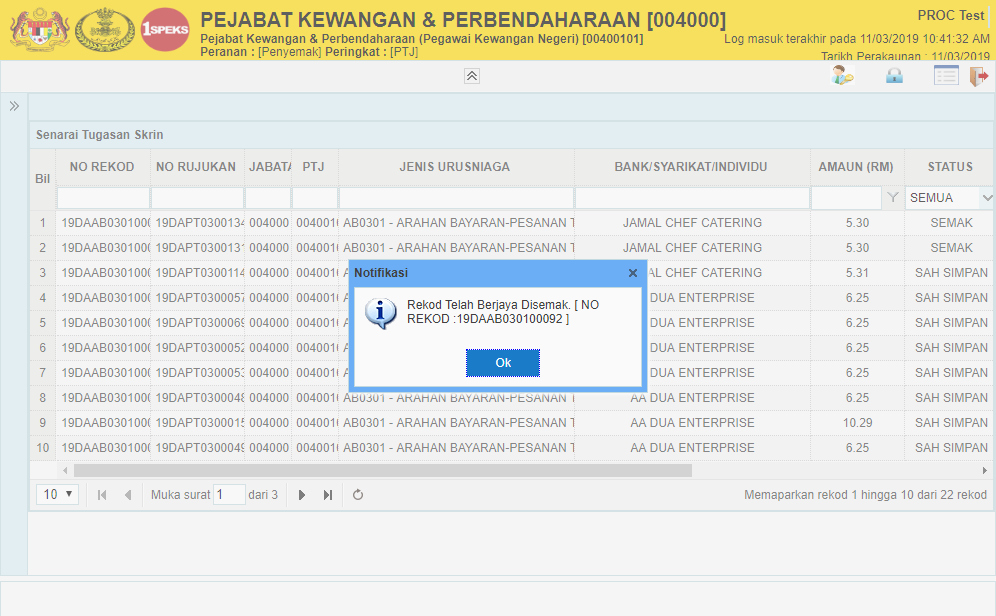 1SPEKS
PEJABAT KEWANGAN & PERBENDAHARAAN [004000]
PROC Test
Pejabat Kewangan & Perbendaharaan (Pegawai Kewangan Negeri) [00400101]
Log masuk terakhir pada 11/03/2019 10:41:32 AM
Peranan : [Penyemak] Peringkat : [PTJ]
Tarikh Perakaunan : 11/03/2019
Senarai Tugasan Skrin
Bil NO REKOD NO RUJUKAN JABATA PTJ JENIS URUSNIAGA BANK/SYARIKAT/INDIVIDU AMAUN (RM) STATUS
SEMUA
1 19DAAB0301000 19DAPT0300134 004000 0040010 AB0301 - ARAHAN BAYARAN-PESANAN T JAMAL CHEF CATERING 5.30 SEMAK
2 19DAAB0301000 19DAPT0300131 004000 0040010 AB0301 - ARAHAN BAYARAN-PESANAN T JAMAL CHEF CATERING 5.30 SEMAK
3 19DAAB0301000 19DAPT0300114 004000 0040010 A AL CHEF CATERING 5.31 SAH SIMPAN
4 19DAAB0301000 19DAPT0300057 004000 0040010 A DUA ENTERPRISE 6.25 SAH SIMPAN
5 19DAAB0301000 19DAPT0300069 004000 0040010 A DUA ENTERPRISE 6.25 SAH SIMPAN
6 19DAAB0301000 19DAPT0300052 004000 0040010 A DUA ENTERPRISE 6.25 SAH SIMPAN
7 19DAAB0301000 19DAPT0300053 004000 0040010 A DUA ENTERPRISE 6.25 SAH SIMPAN
8 19DAAB0301000 19DAPT0300048 004000 0040010 AB0301 - ARAHAN BAYARAN-PESANAN T AA DUA ENTERPRISE 6.25 SAH SIMPAN
9 19DAAB0301000 19DAPT0300015 004000 0040010 AB0301 - ARAHAN BAYARAN-PESANAN T AA DUA ENTERPRISE 10.29 SAH SIMPAN
10 19DAAB0301000 19DAPT0300049 004000 0040010 AB0301 - ARAHAN BAYARAN-PESANAN T AA DUA ENTERPRISE 6.25 SAH SIMPAN
Notifikasi
Rekod Telah Berjaya Disemak. [ NO
REKOD :19DAAB030100092 ]
Ok
10 Muka surat 1 dari 3 Memaparkan rekod 1 hingga 10 dari 22 rekod